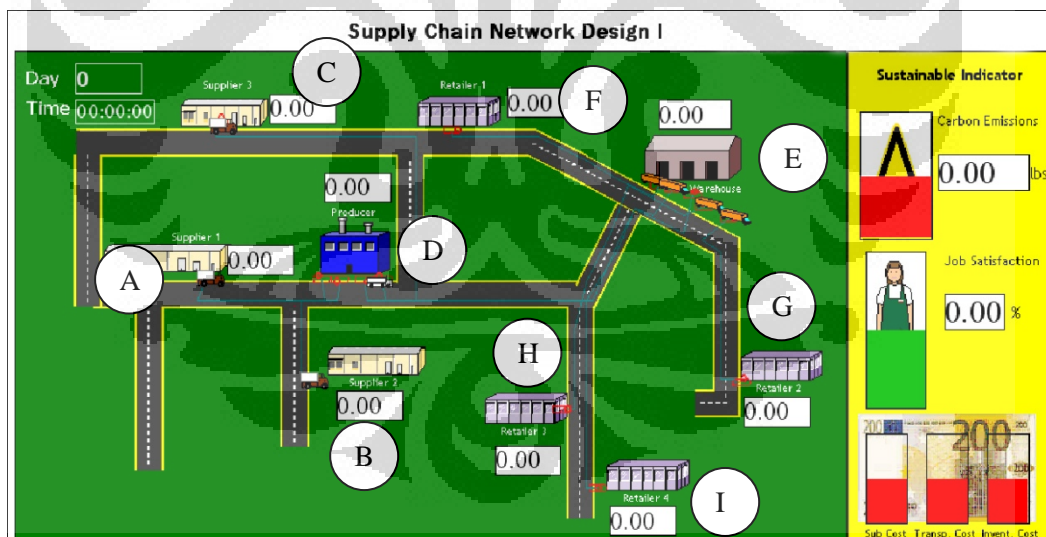 Supply Chain Network Design I
Day 0
Time 00:00:00
Supplier 3
0.00
C
Retailer 1
0.00
F
0.00
Warehouse
E
0.00
Producer
D
Supplier 1
0.00
A
Supplier 2
0.00
B
H
Retailer 3
0.00
G
Retailer 2
0.00
Retailer 4
0.00
I
Sustainable Indicator
Carbon Emissions
0.00 lbs
Job Satisfaction
0.00 %
200
200
200
Sub Cost
Transp. Cost
Invent. Cost